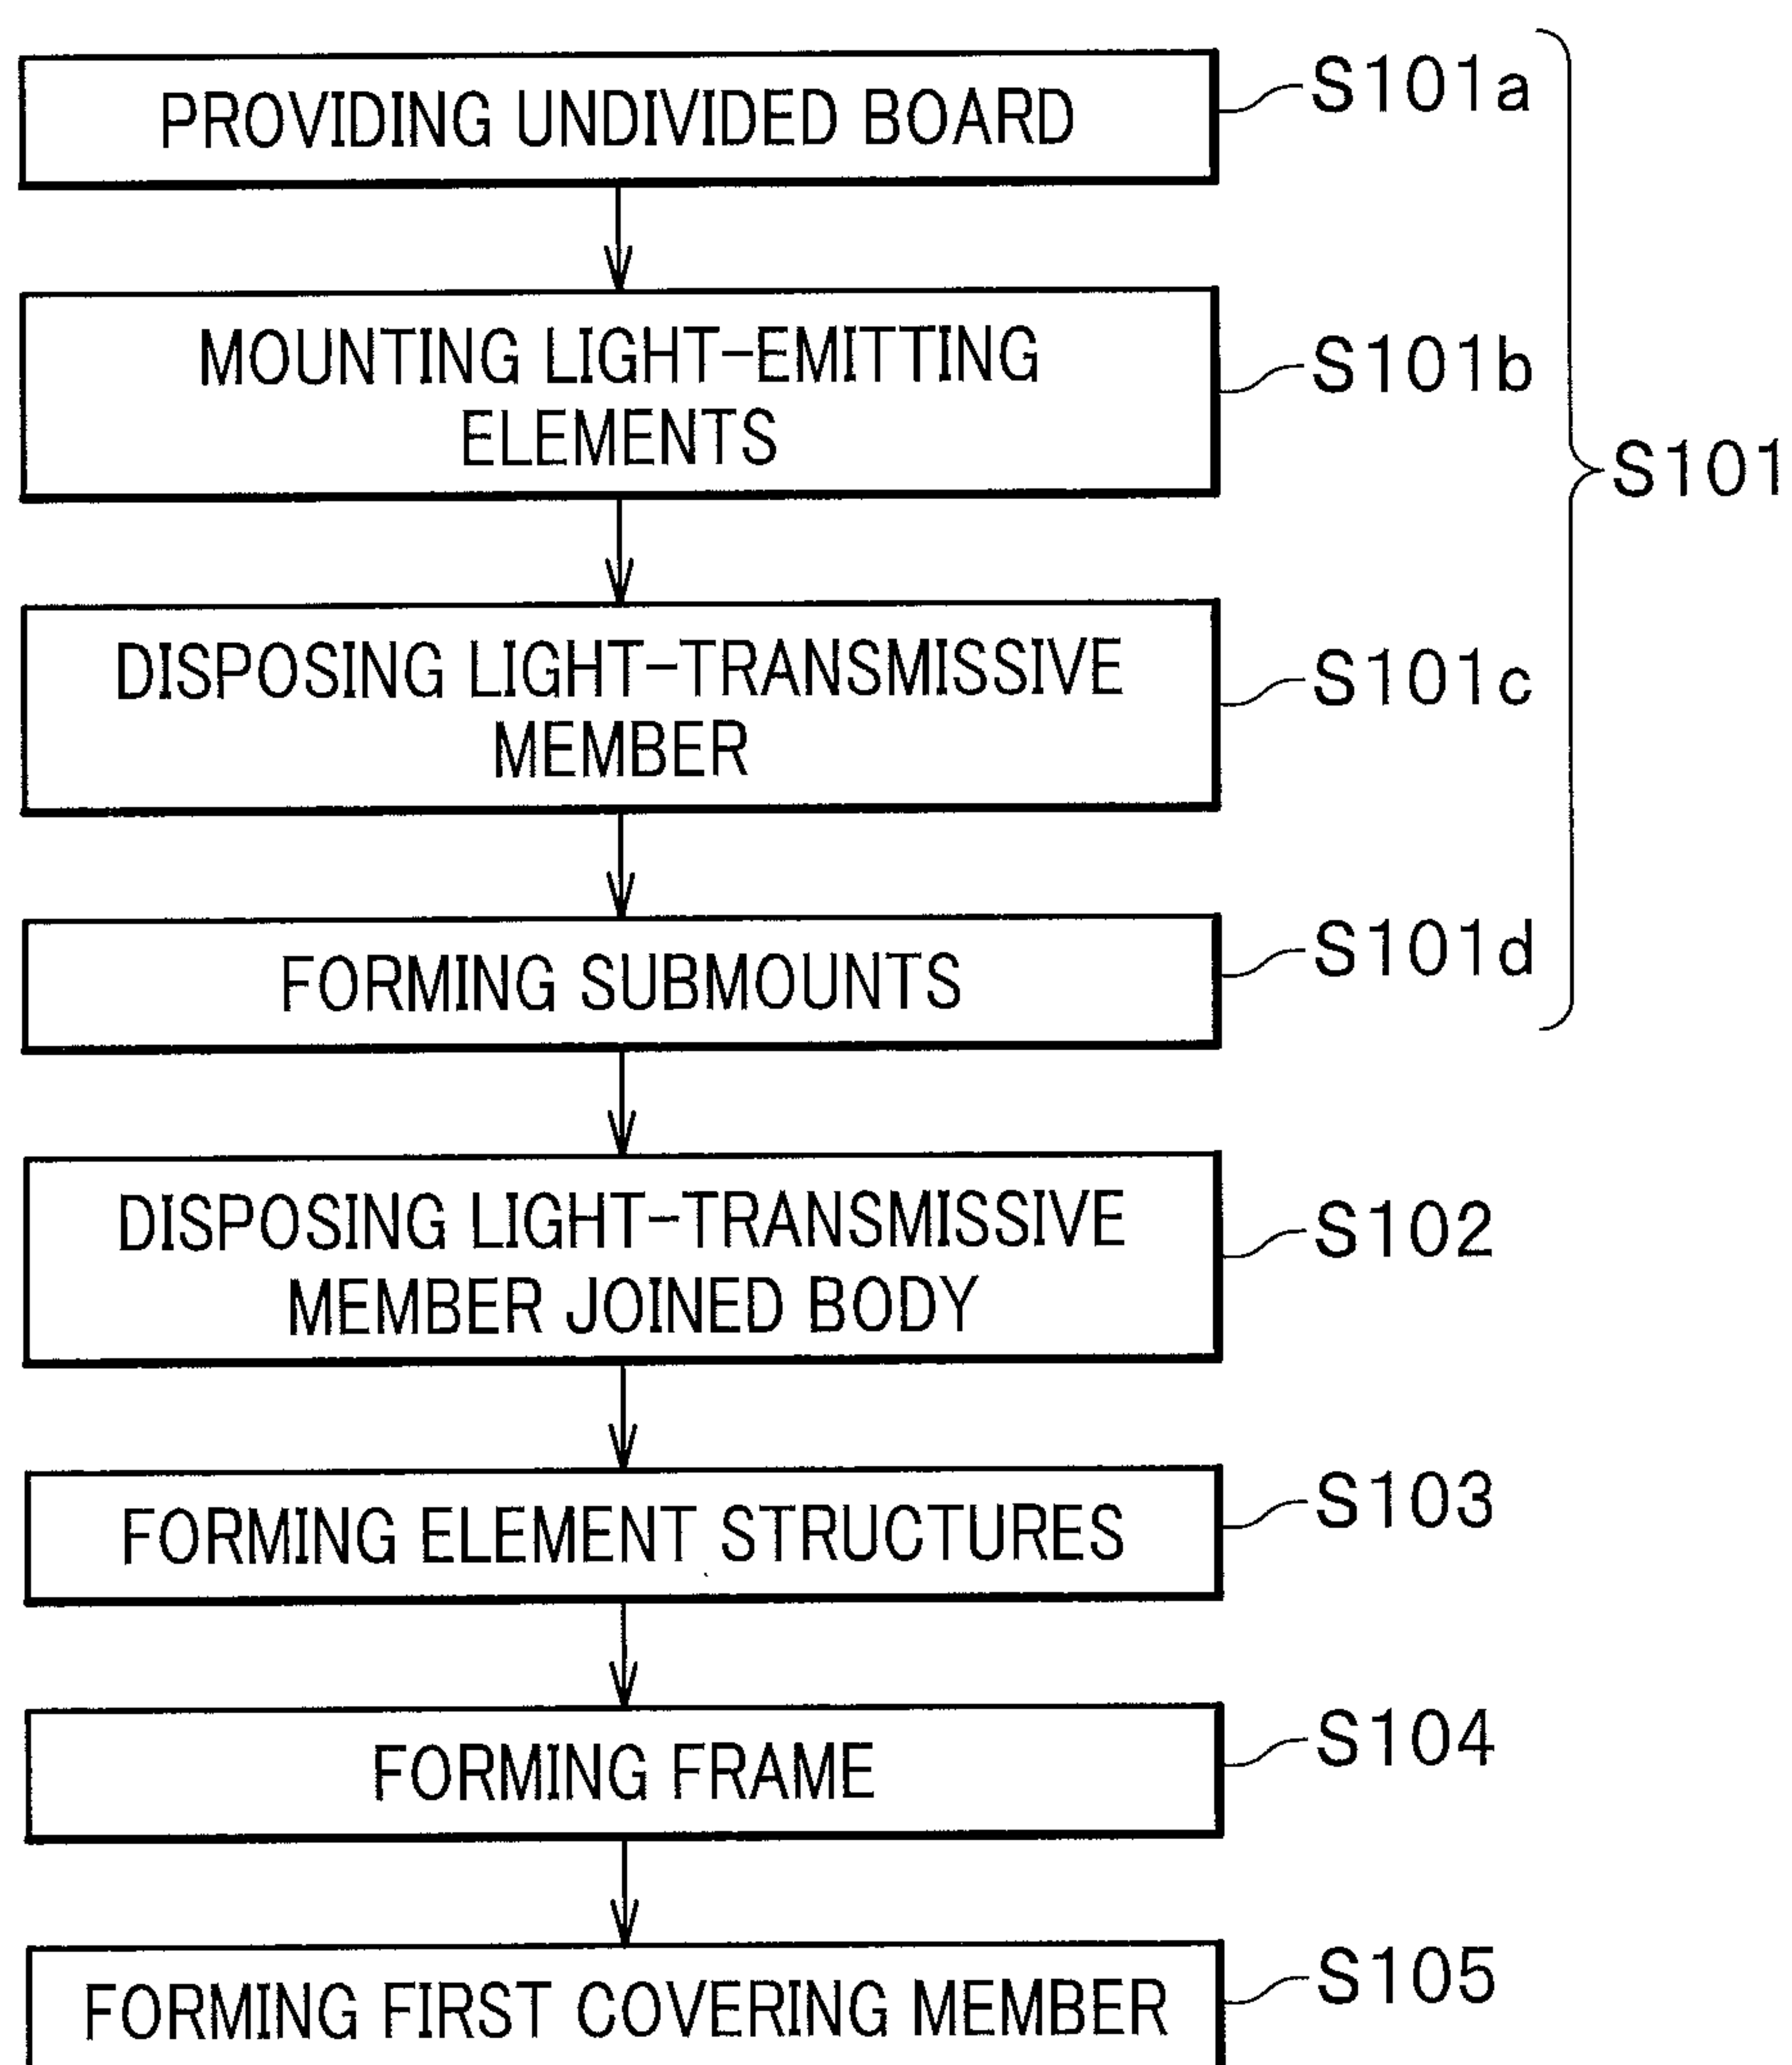 PROVIDING UNDIVIDED BOARD
S101a
MOUNTING LIGHT-EMITTING
ELEMENTS
S101b
S101
DISPOSING LIGHT-TRANSMISSIVE
MEMBER
S101c
FORMING SUBMOUNTS
S101d
DISPOSING LIGHT-TRANSMISSIVE
MEMBER JOINED BODY
S102
FORMING ELEMENT STRUCTURES
S103
FORMING FRAME
S104
FORMING FIRST COVERING MEMBER
S105